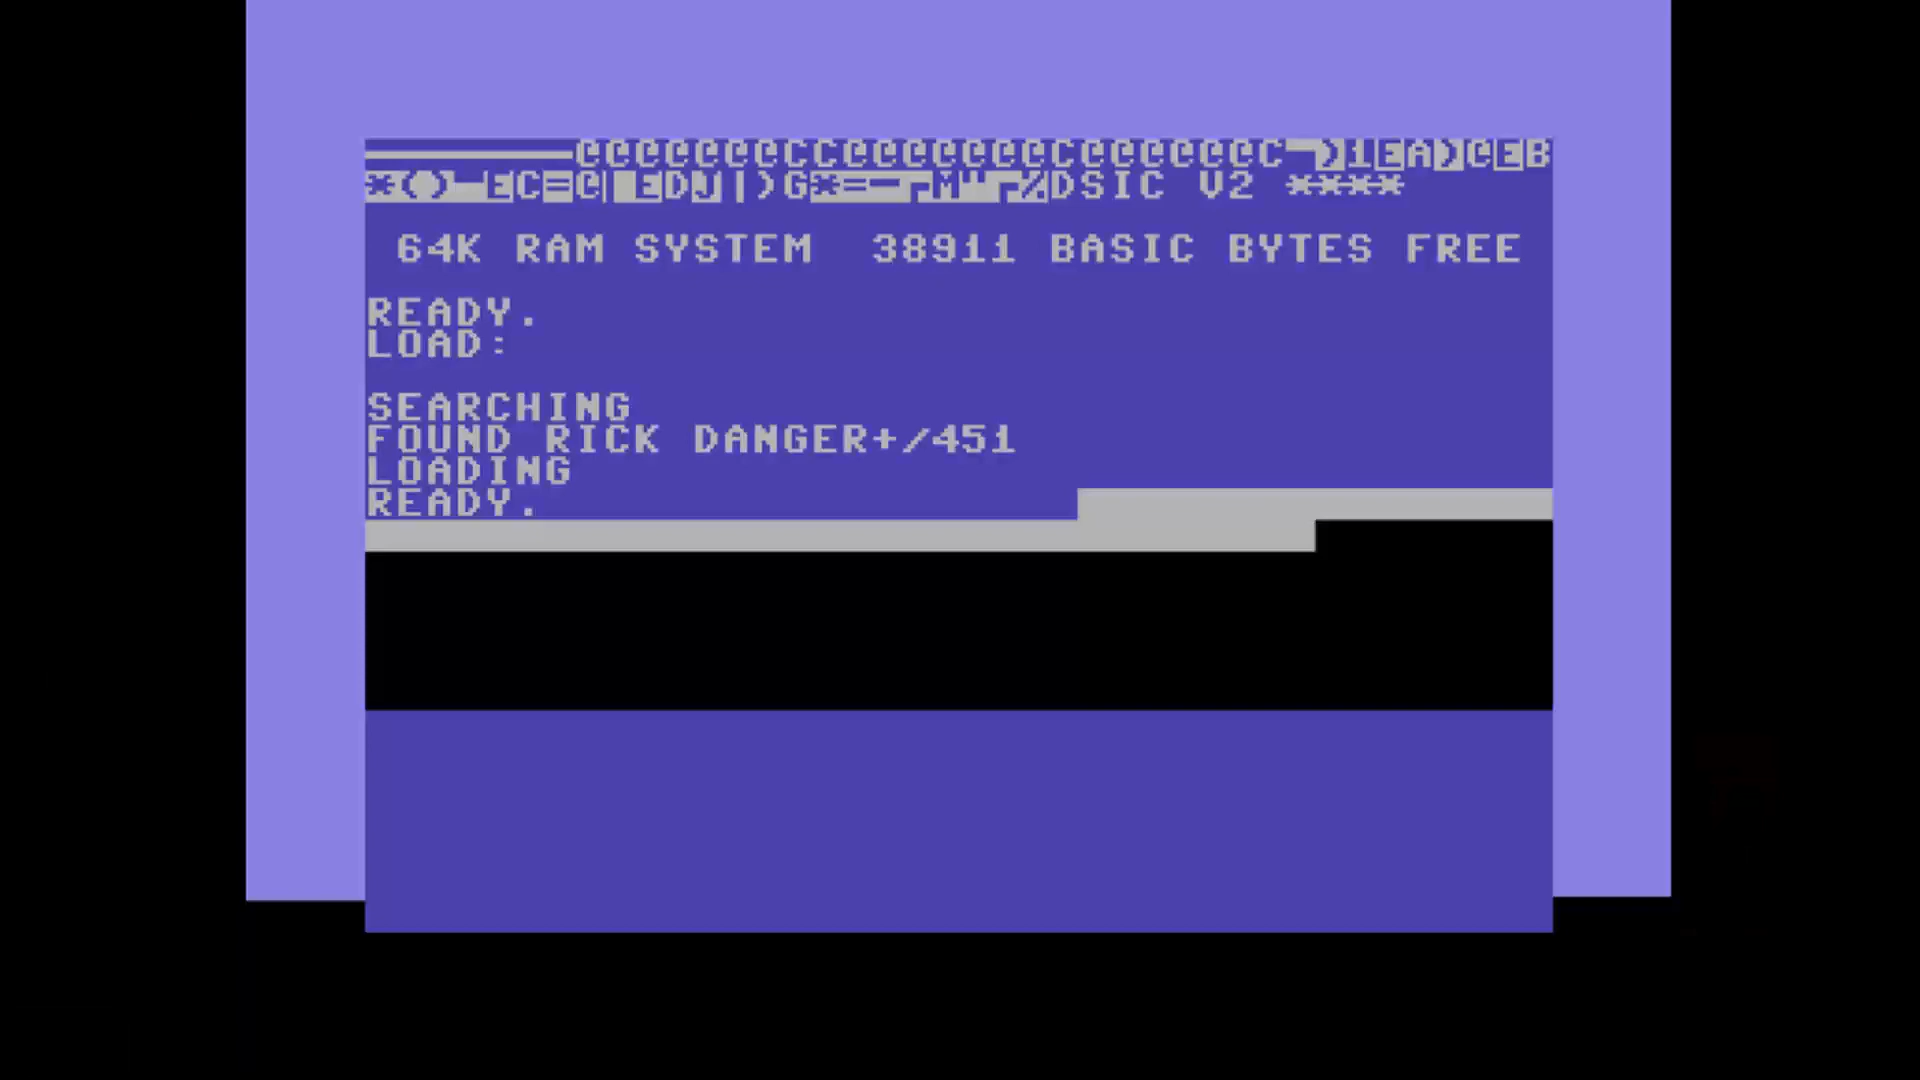 DSIC V2 ****
64K RAM SYSTEM  38911 BASIC BYTES FREE
READY.
LOAD:
SEARCHING
FOUND RICK DANGER+/451
LOADING
READY.